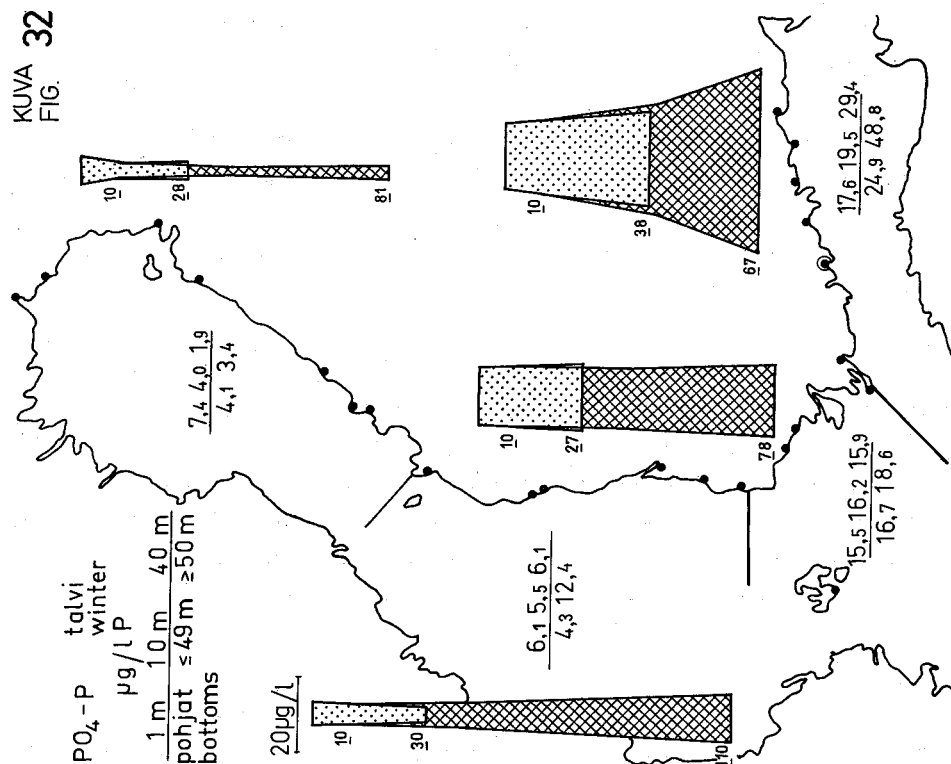 KUVA
FIG. 32
PO₄-P talvi
winter
µg/l P
1 m 10 m 40 m
pohjat ≤49 m ≥50 m
bottoms
20µg/l
10
28
81
7,4 4,0 1,9
4,1 3,4
10
38
67
10
27
78
17,6 19,5 29,4
24,9 48,8
6,1 5,5 6,1
4,3 12,4
15,5 16,2 15,9
16,7 18,6
10
30
110